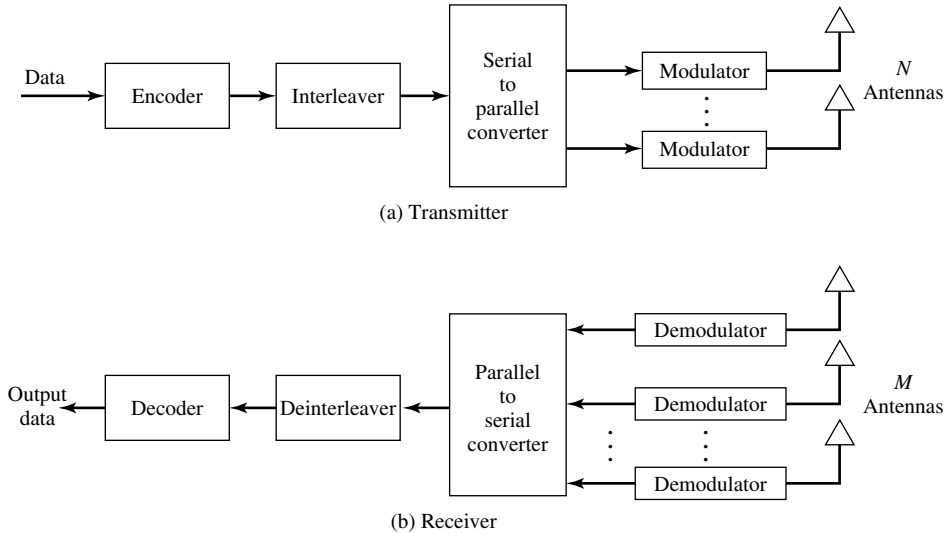 Data
Encoder
Interleaver
Serial
to
parallel
converter
Modulator
Modulator
N
Antennas
(a) Transmitter
Output
data
Decoder
Deinterleaver
Parallel
to
serial
converter
Demodulator
Demodulator
Demodulator
M
Antennas
(b) Receiver